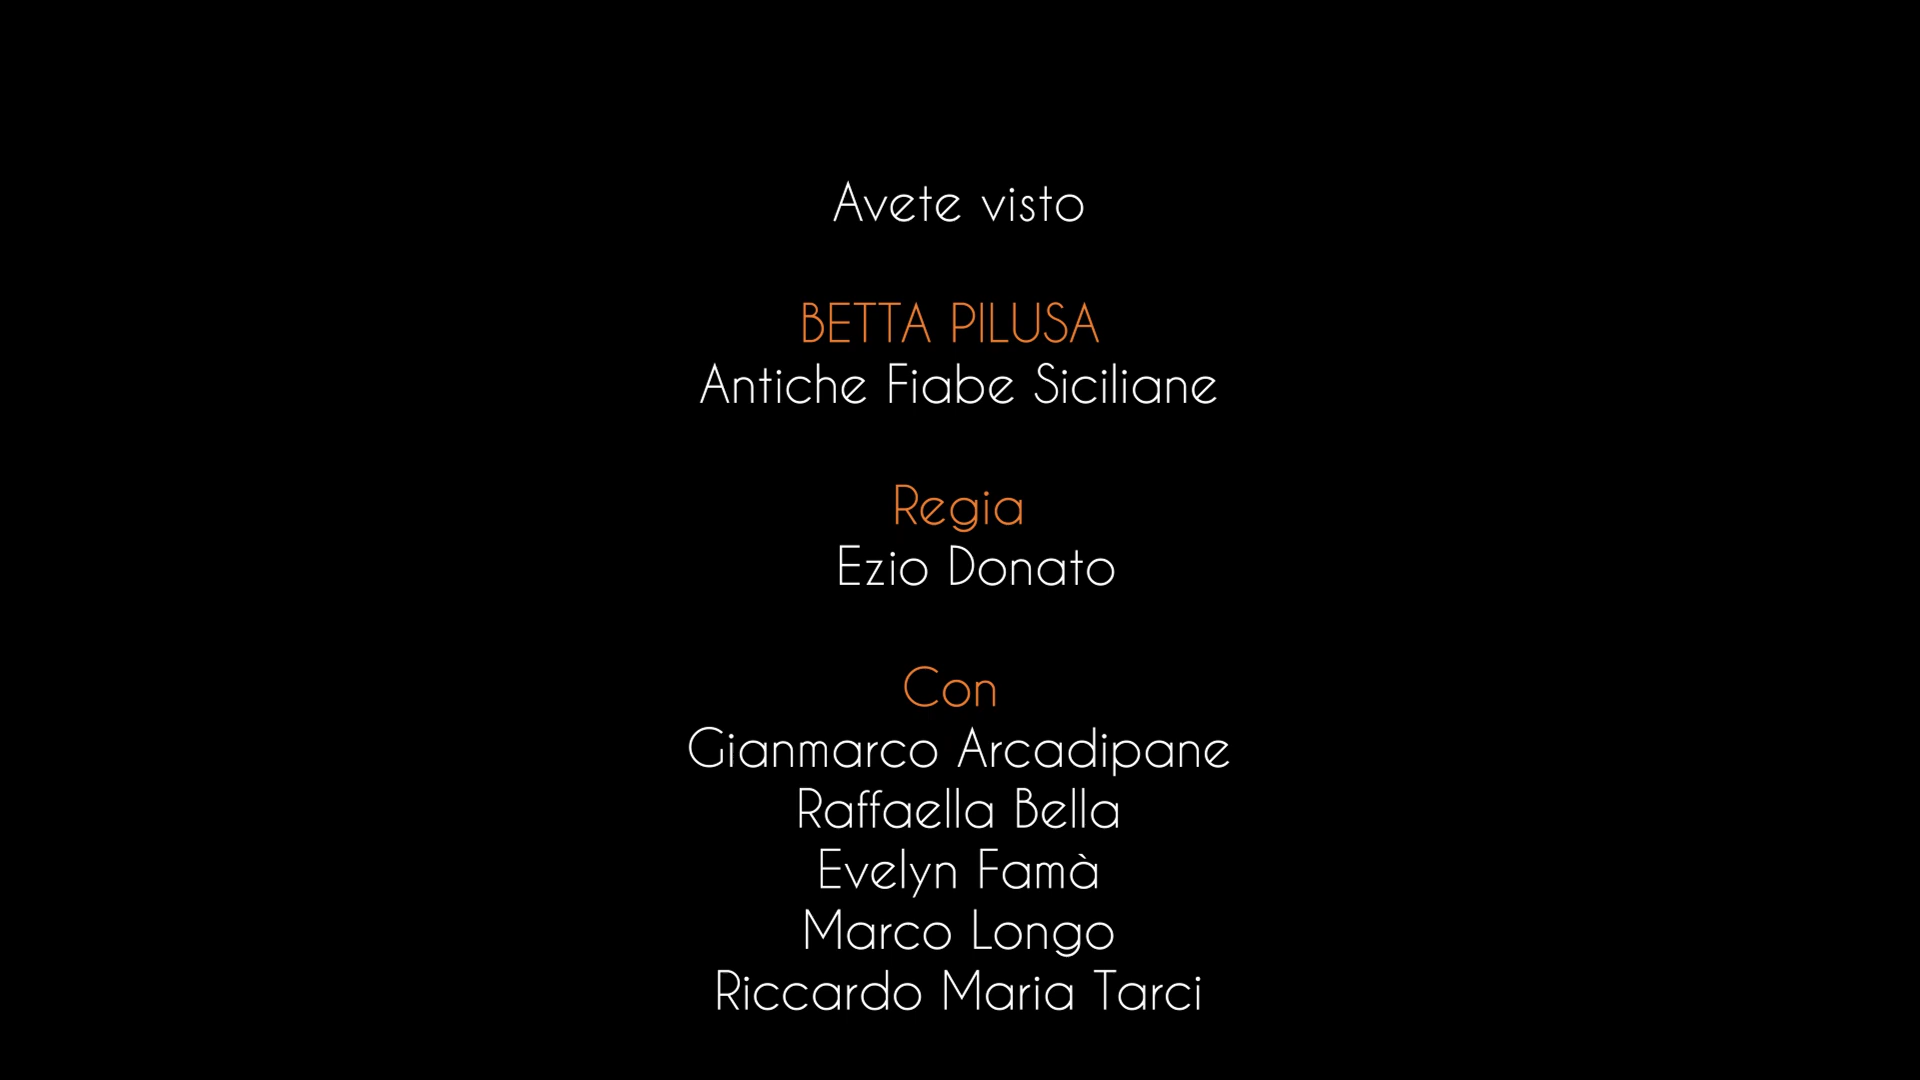 Avete visto
BETTA PILUSA
Antiche Fiabe Siciliane
Regia
Ezio Donato
Con
Gianmarco Arcadipane
Raffaella Bella
Evelyn Famà
Marco Longo
Riccardo Maria Tarci